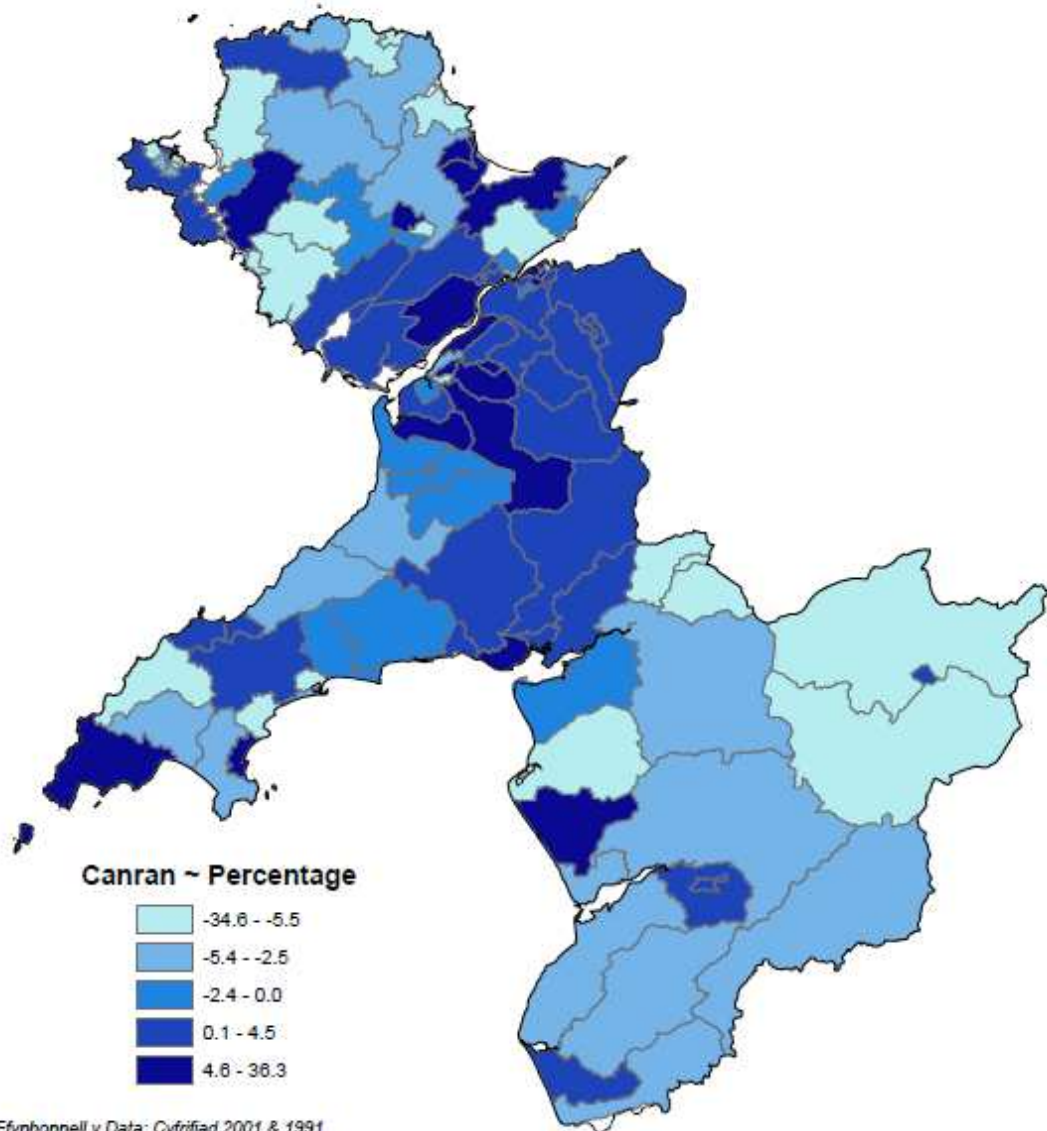 Canran ~ Percentage
-34.6 - -5.5
-5.4 - -2.5
-2.4 - 0.0
0.1 - 4.5
4.6 - 36.3
Ffynhonnell y Data: Cyfrifiad 2001 & 1991